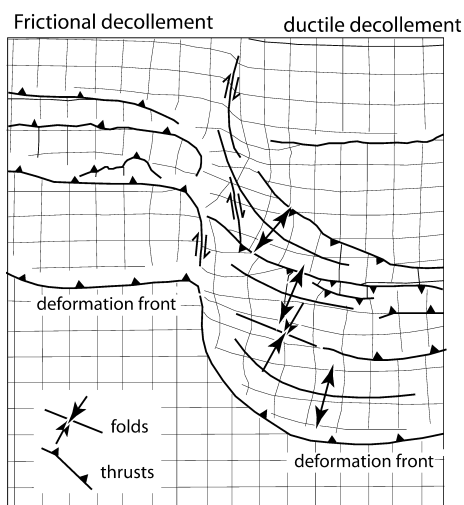 Frictional decollement
ductile decollement
deformation front
folds
thrusts
deformation front